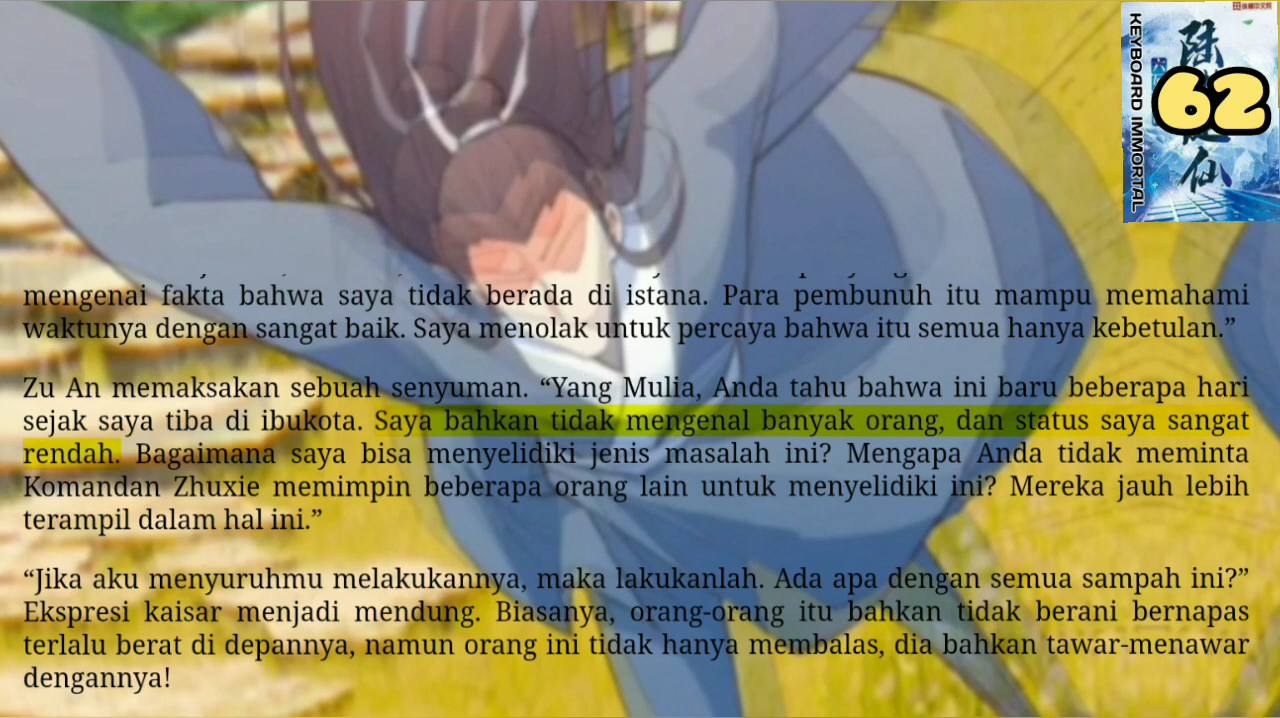 KEYBOARD IMMORTAL
62
mengenai fakta bahwa saya tidak berada di istana. Para pembunuh itu mampu memahami
waktunya dengan sangat baik. Saya menolak untuk percaya bahwa itu semua hanya kebetulan.”
Zu An memaksakan sebuah senyuman. “Yang Mulia, Anda tahu bahwa ini baru beberapa hari
sejak saya tiba di ibukota. Saya bahkan tidak mengenal banyak orang, dan status saya sangat
rendah. Bagaimana saya bisa menyelidiki jenis masalah ini? Mengapa Anda tidak meminta
Komandan Zhuxie memimpin beberapa orang lain untuk menyelidiki ini? Mereka jauh lebih
terampil dalam hal ini.”
“Jika aku menyuruhmu melakukannya, maka lakukanlah. Ada apa dengan semua sampah ini?”
Ekspresi kaisar menjadi mendung. Biasanya, orang-orang itu bahkan tidak berani bernapas
terlalu berat di depannya, namun orang ini tidak hanya membalas, dia bahkan tawar-menawar
dengannya!